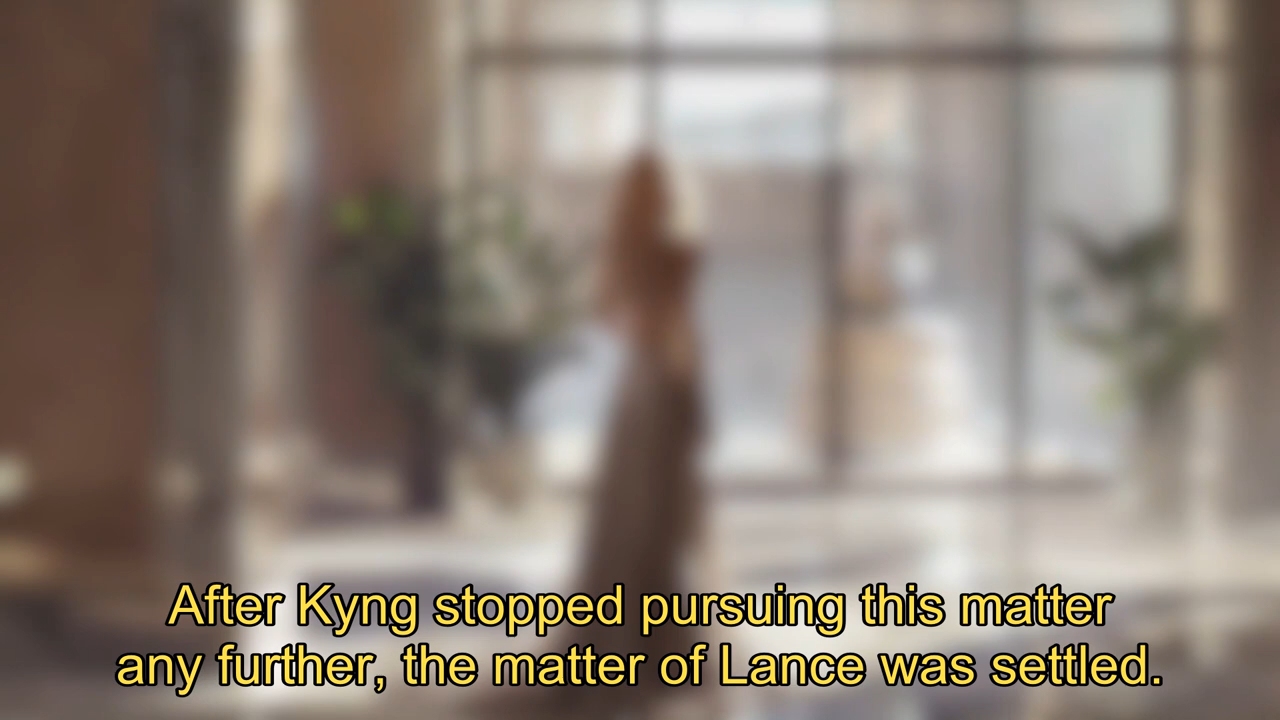 After Kyng stopped pursuing this matter
any further, the matter of Lance was settled.